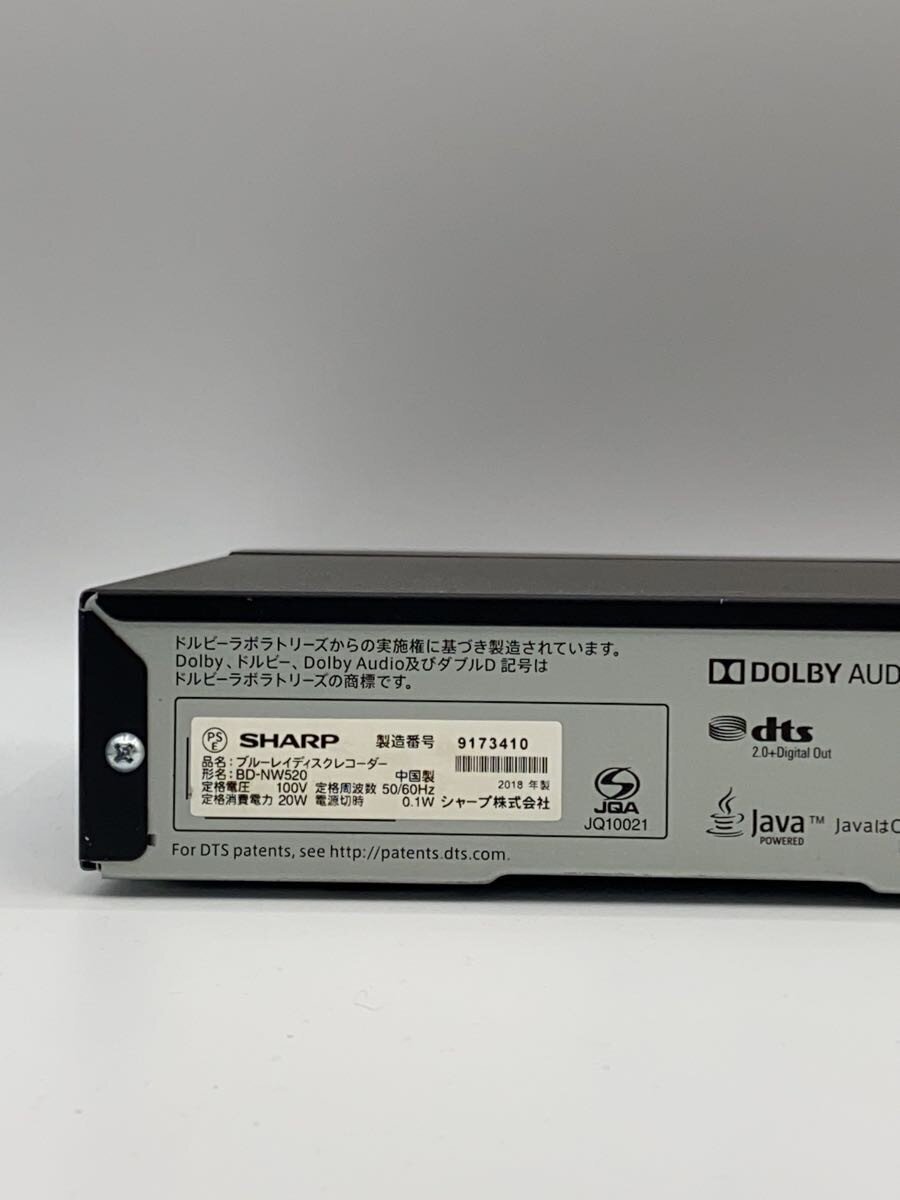 ドルビーラボラトリーズからの実施権に基づき製造されています。
Dolby、ドルビー、Dolby Audio及びダブルD 記号は
ドルビーラボラトリーズの商標です。
PS E SHARP 製造番号 9173410
品名：ブルーレイディスクレコーダー
形名：BD-NW520 中国製 2018 年製
定格電圧 100V 定格周波数 50/60Hz
定格消費電力 20W 電源切時 0.1W シャープ株式会社
JQA
JQ10021
For DTS patents, see http://patents.dts.com.
DOLBY AUD
dts
2.0+Digital Out
Java™ Javaは
POWERED